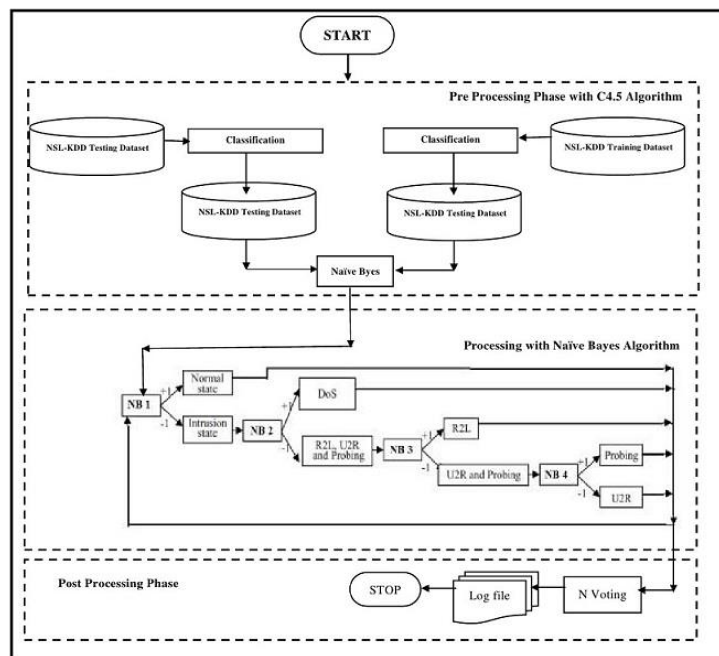 START
Pre Processing Phase with C4.5 Algorithm
NSL-KDD Testing Dataset
Classification
Classification
NSL-KDD Training Dataset
NSL-KDD Testing Dataset
NSL-KDD Testing Dataset
Naïve Byes
Processing with Naïve Bayes Algorithm
NB 1
+1
-1
Normal
state
Intrusion
state
NB 2
+1
-1
DoS
R2L, U2R
and Probing
NB 3
+1
-1
R2L
U2R and Probing
NB 4
+1
-1
Probing
U2R
Post Processing Phase
STOP
Log file
N Voting